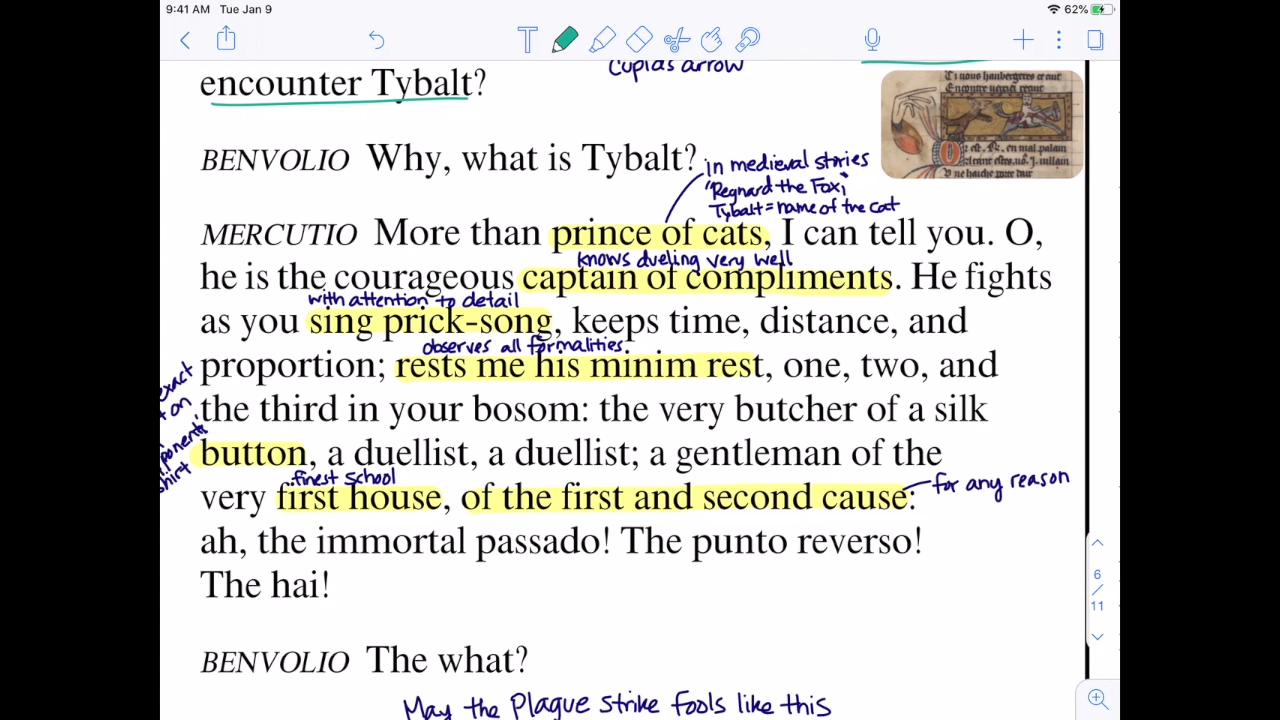 9:41 AM Tue Jan 9
62%
Cupids arrow
encounter Tybalt?
BENVOLIO Why, what is Tybalt?
in medieval stories
"Regnard the Fox,"
Tybalt = name of the cat
MERCUTIO More than prince of cats, I can tell you. O,
knows dueling very well
he is the courageous captain of compliments. He fights
with attention to detail
as you sing prick-song, keeps time, distance, and
observes all formalities
proportion; rests me his minim rest, one, two, and
exact
on
the third in your bosom: the very butcher of a silk
button, a duellist, a duellist; a gentleman of the
shirt
finest school
very first house, of the first and second cause:
for any reason
ah, the immortal passado! The punto reverso!
The hai!
6
/
11
BENVOLIO The what?
May the Plague strike fools like this